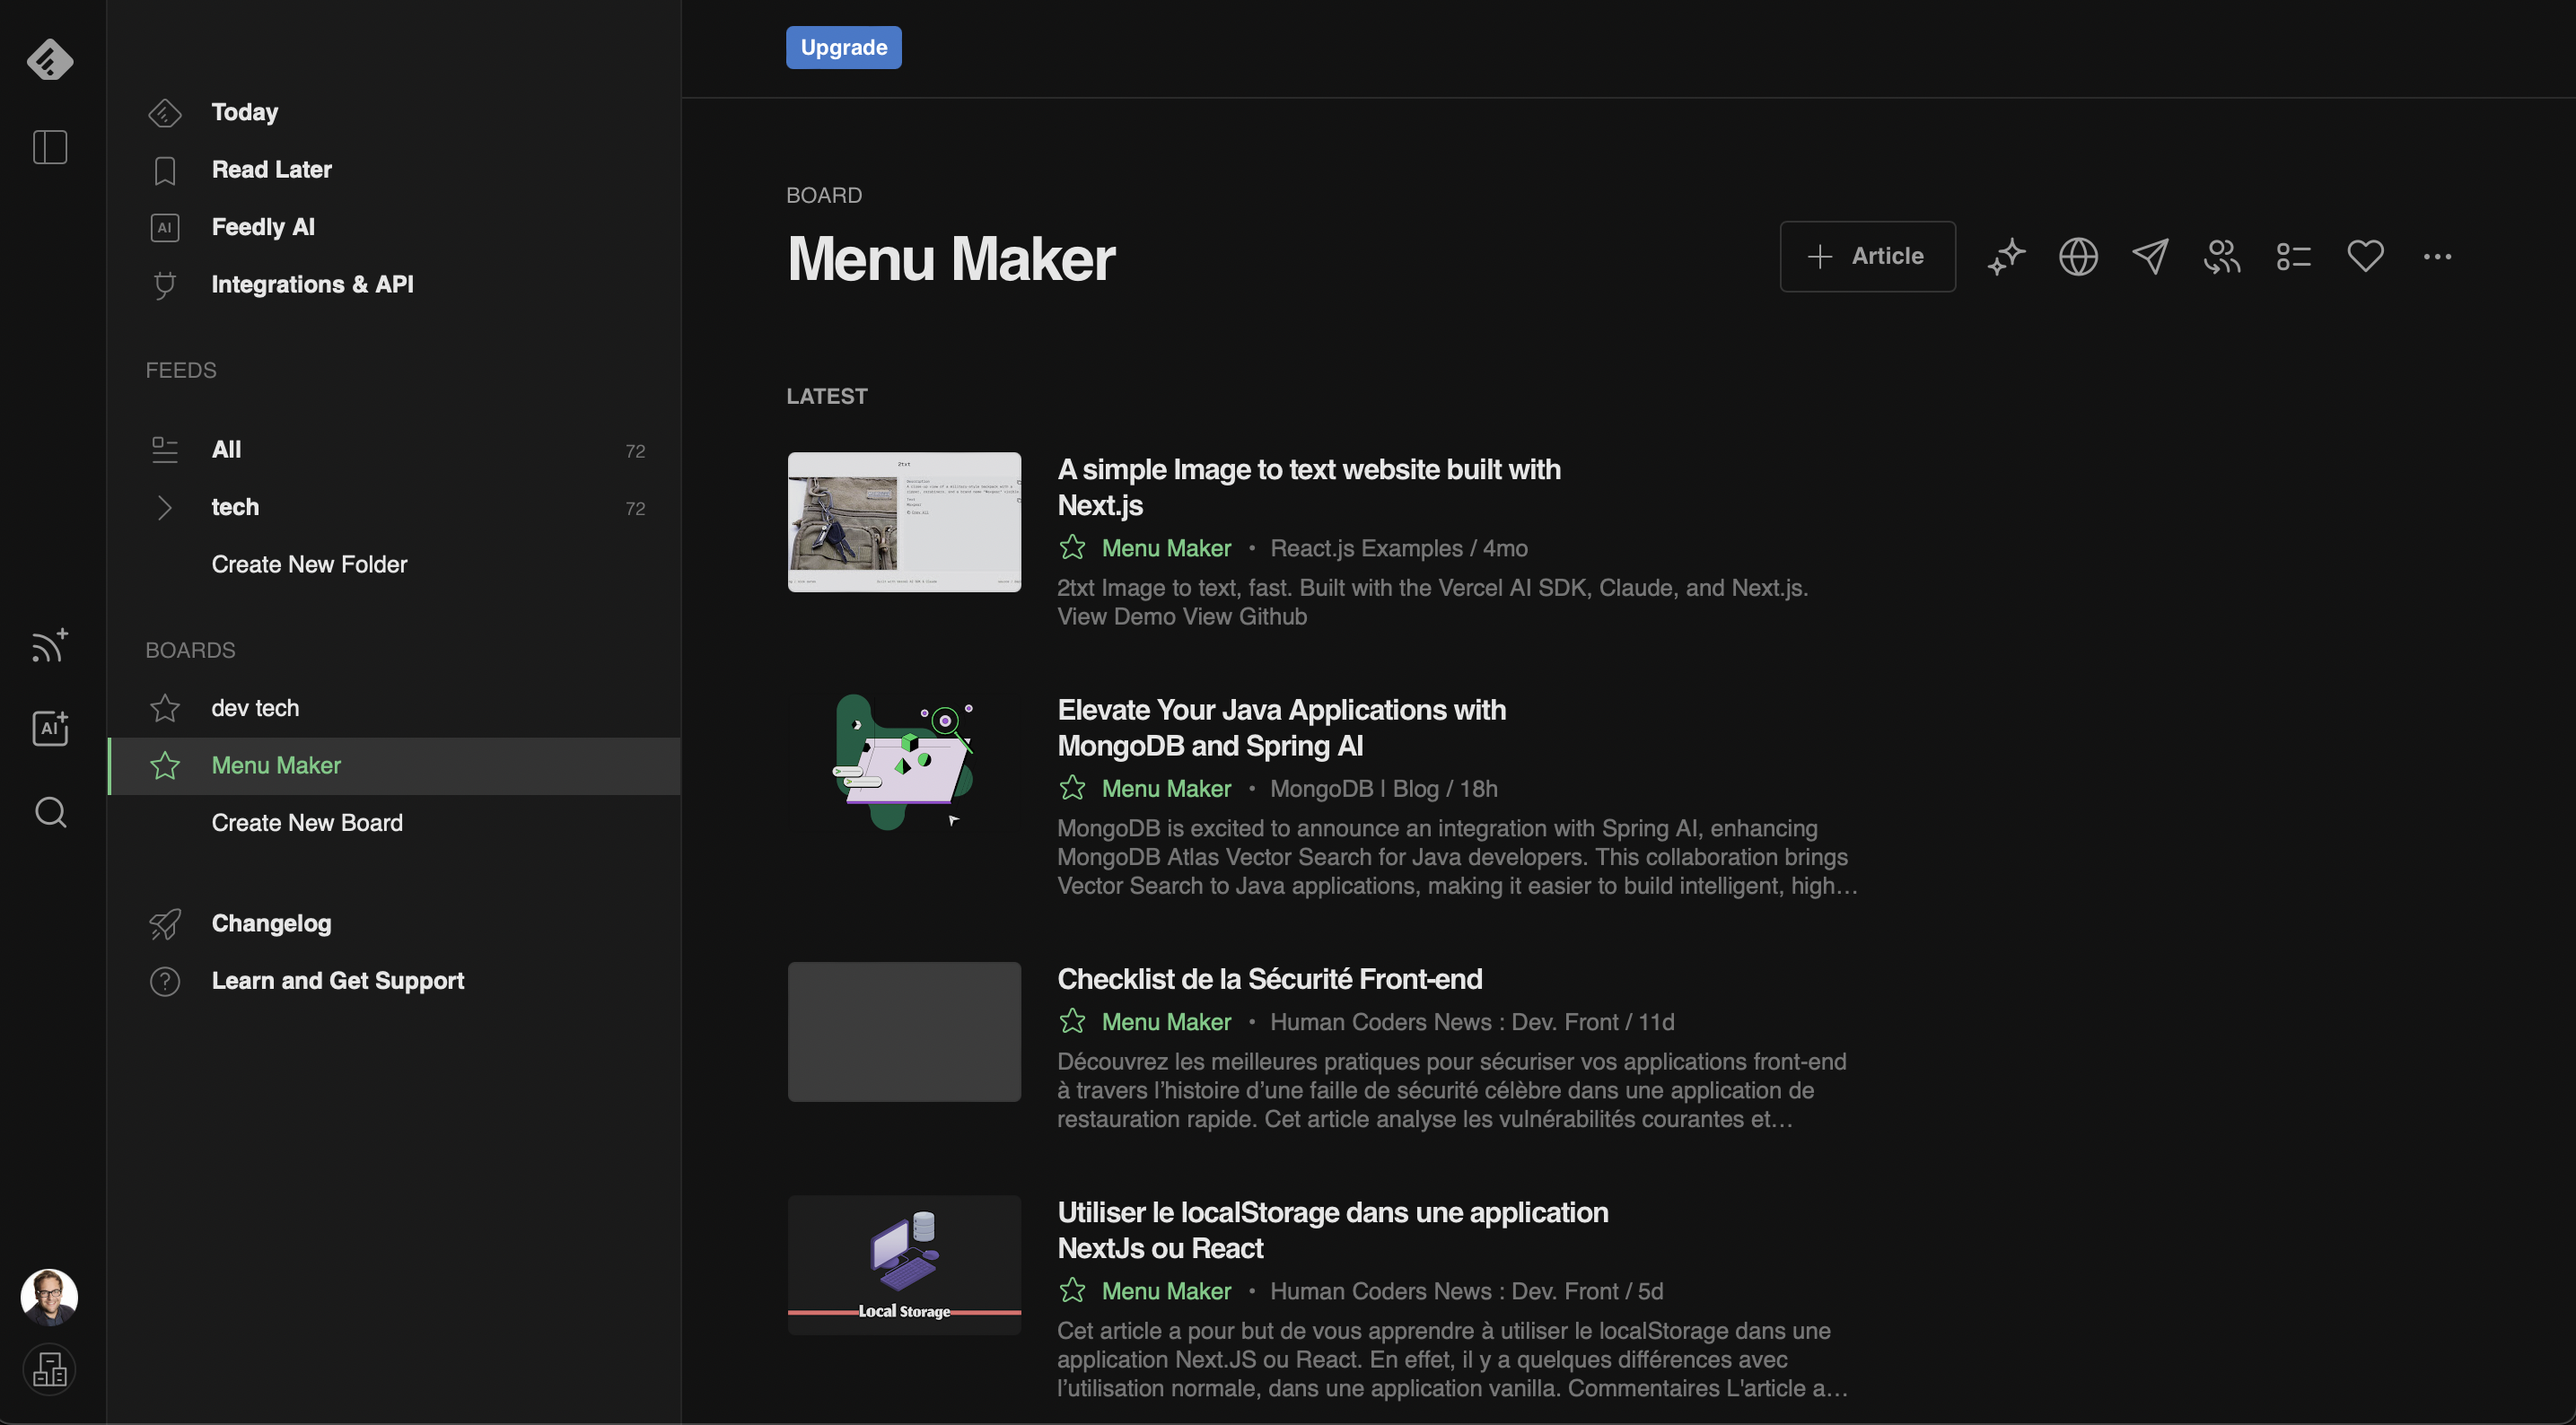 Upgrade
Today
Read Later
AI
Feedly AI
Integrations & API
FEEDS
All 72
tech 72
Create New Folder
BOARDS
dev tech
AI
Menu Maker
Create New Board
Changelog
Learn and Get Support
BOARD
Menu Maker
Article
LATEST
2txt
A simple Image to text website built with
Next.js
Menu Maker • React.js Examples / 4mo
2txt Image to text, fast. Built with the Vercel AI SDK, Claude, and Next.js.
View Demo View Github
Elevate Your Java Applications with
MongoDB and Spring AI
Menu Maker • MongoDB | Blog / 18h
MongoDB is excited to announce an integration with Spring AI, enhancing
MongoDB Atlas Vector Search for Java developers. This collaboration brings
Vector Search to Java applications, making it easier to build intelligent, high…
Checklist de la Sécurité Front-end
Menu Maker • Human Coders News : Dev. Front / 11d
Découvrez les meilleures pratiques pour sécuriser vos applications front-end
à travers l’histoire d’une faille de sécurité célèbre dans une application de
restauration rapide. Cet article analyse les vulnérabilités courantes et…
Local Storage
Utiliser le localStorage dans une application
NextJs ou React
Menu Maker • Human Coders News : Dev. Front / 5d
Cet article a pour but de vous apprendre à utiliser le localStorage dans une
application Next.JS ou React. En effet, il y a quelques différences avec
l’utilisation normale, dans une application vanilla. Commentaires L'article a…